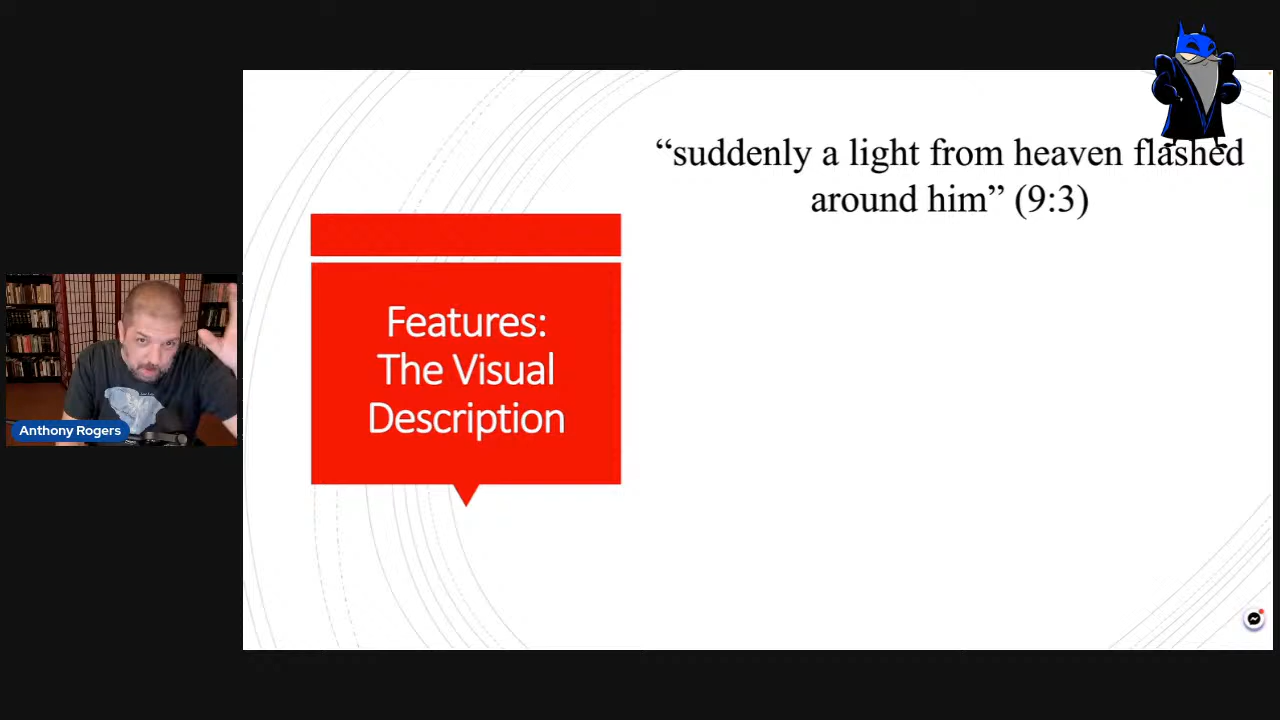 “suddenly a light from heaven flashed
around him” (9:3)
Features:
The Visual
Description
Anthony Rogers